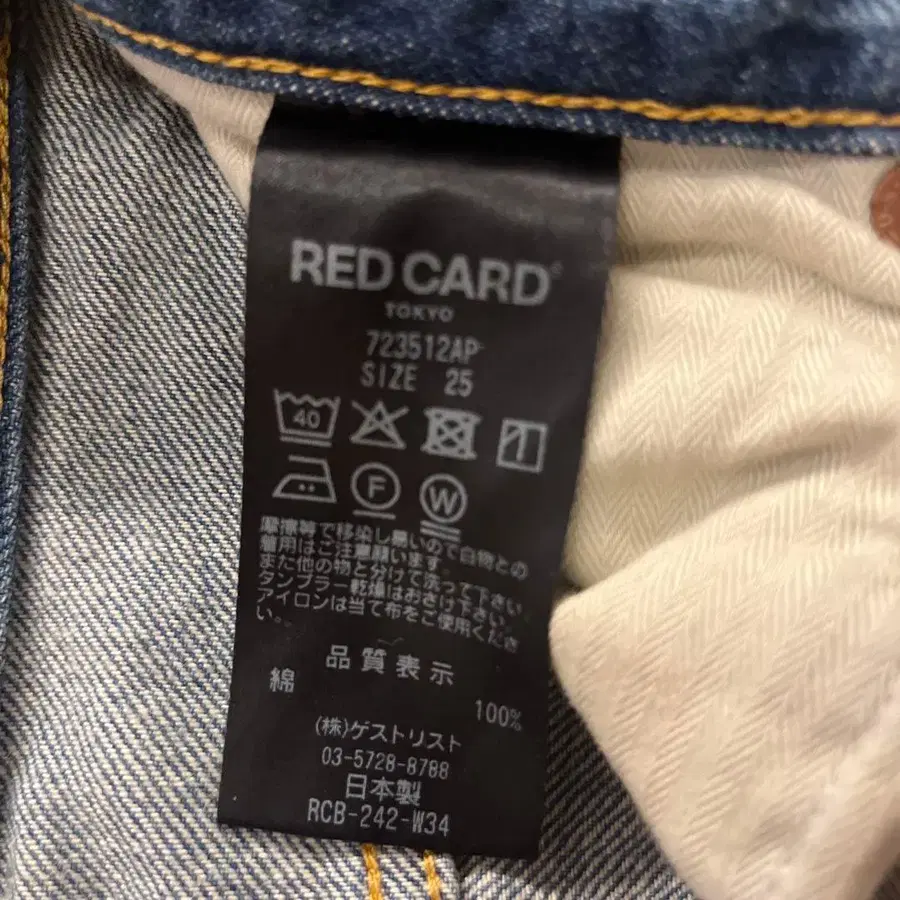 RED CARD
TOKYO
723512AP
SIZE 25
40
F
W
摩擦等で移染し易いので白物との
着用はご注意願います。
また他の物と分けて洗って下さい。
タンブラー乾燥はおさけ下さい。
アイロンは当て布をご使用くださ
い。
品質表示
綿 100%
(株)ゲストリスト
03-5728-8788
日本製
RCB-242-W34